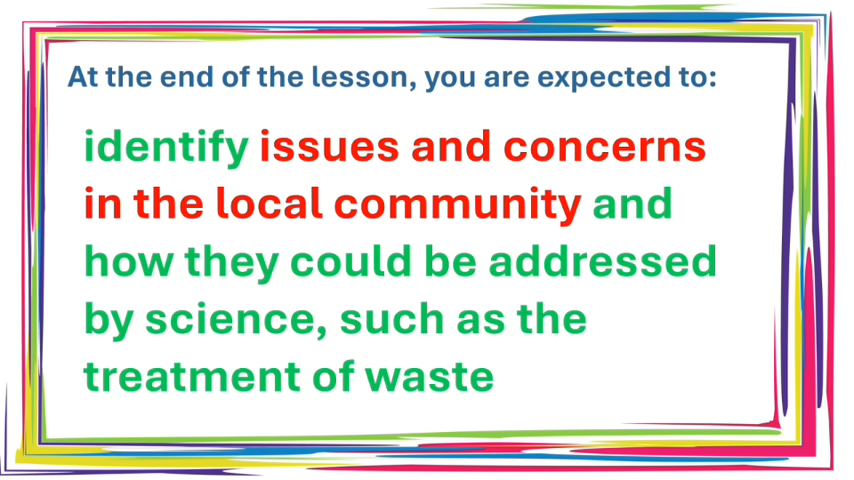 At the end of the lesson, you are expected to:
identify issues and concerns
in the local community and
how they could be addressed
by science, such as the
treatment of waste